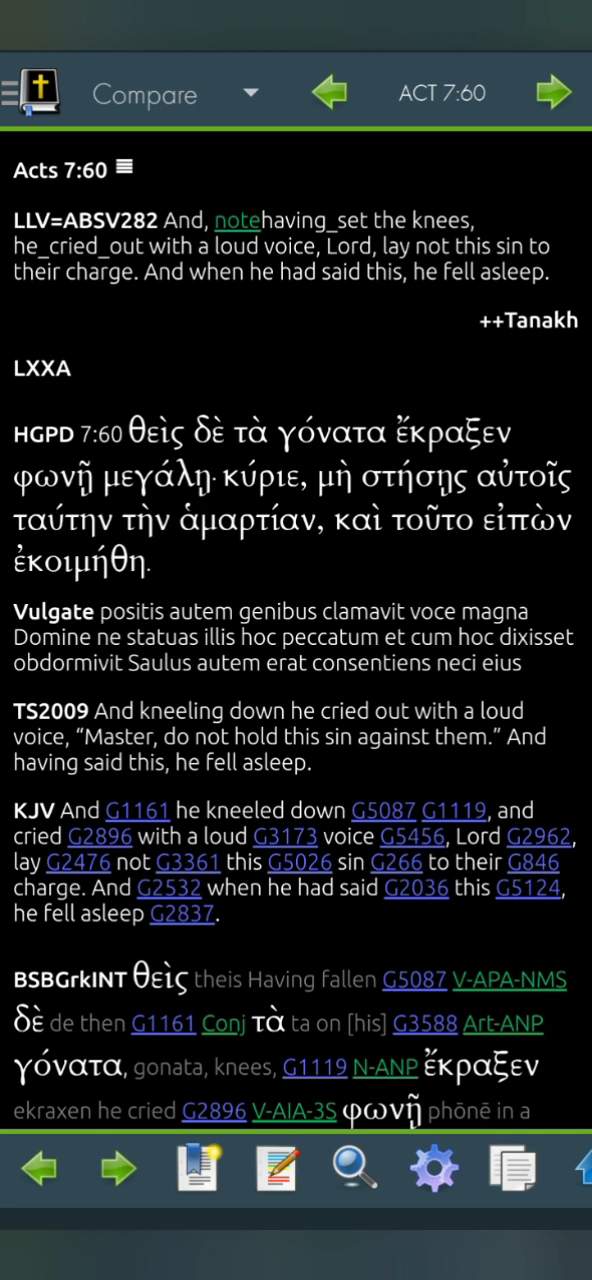 Compare
ACT 7:60
Acts 7:60
LLV=ABSV282 And, notehaving_set the knees,
he_cried_out with a loud voice, Lord, lay not this sin to
their charge. And when he had said this, he fell asleep.
++Tanakh
LXXA
HGPD 7:60 θεὶς δὲ τὰ γόνατα ἔκραξεν
φωνῇ μεγάλῃ· κύριε, μὴ στήσῃς αὐτοῖς
ταύτην τὴν ἁμαρτίαν, καὶ τοῦτο εἰπὼν
ἐκοιμήθη.
Vulgate positis autem genibus clamavit voce magna
Domine ne statuas illis hoc peccatum et cum hoc dixisset
obdormivit Saulus autem erat consentiens neci eius
TS2009 And kneeling down he cried out with a loud
voice, “Master, do not hold this sin against them.” And
having said this, he fell asleep.
KJV And G1161 he kneeled down G5087 G1119, and
cried G2896 with a loud G3173 voice G5456, Lord G2962,
lay G2476 not G3361 this G5026 sin G266 to their G846
charge. And G2532 when he had said G2036 this G5124,
he fell asleep G2837.
BSBGrkINT θεὶς theis Having fallen G5087 V-APA-NMS
δὲ de then G1161 Conj τὰ ta on [his] G3588 Art-ANP
γόνατα, gonata, knees, G1119 N-ANP ἔκραξεν
ekraxen he cried G2896 V-AIA-3S φωνῇ phōnē in a